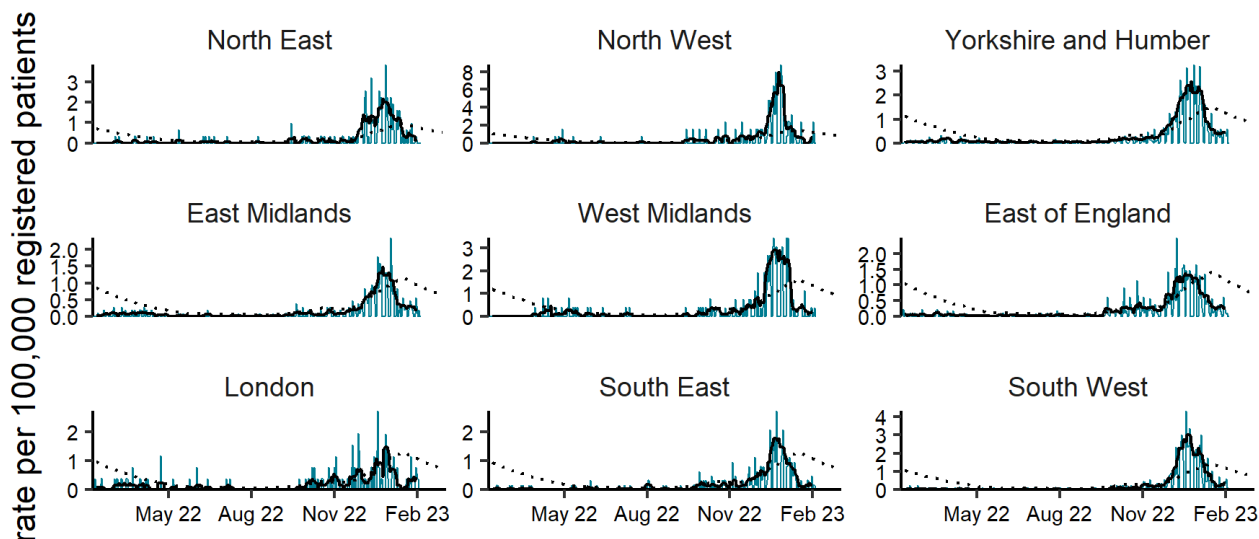 rate per 100,000 registered patients
North East
North West
Yorkshire and Humber
3
2
1
0
8
6
4
2
0
3
2
1
0
East Midlands
West Midlands
East of England
2.0
1.5
1.0
0.5
0.0
3
2
1
0
2.0
1.5
1.0
0.5
0.0
London
South East
South West
2
1
0
2
1
0
4
3
2
1
0
May 22 Aug 22 Nov 22 Feb 23
May 22 Aug 22 Nov 22 Feb 23
May 22 Aug 22 Nov 22 Feb 23